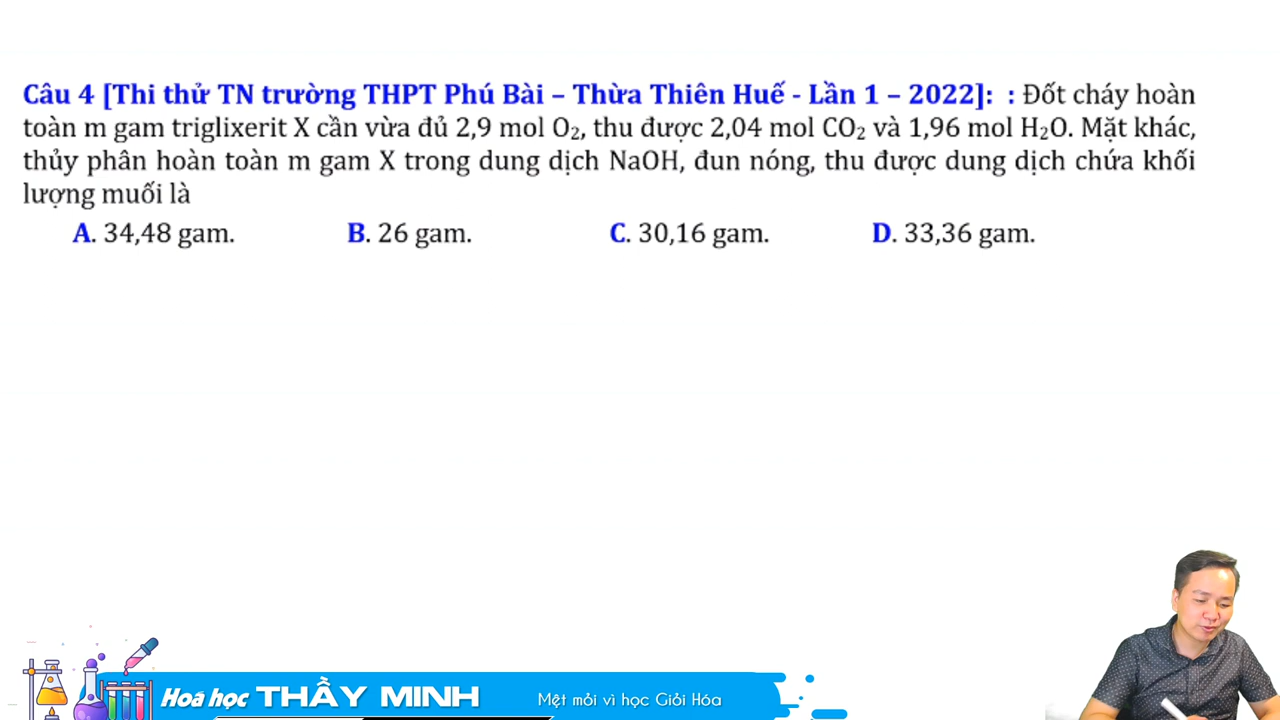 Câu 4 [Thi thử TN trường THPT Phú Bài – Thừa Thiên Huế - Lần 1 – 2022]: : Đốt cháy hoàn
toàn m gam triglixerit X cần vừa đủ 2,9 mol O₂, thu được 2,04 mol CO₂ và 1,96 mol H₂O. Mặt khác,
thủy phân hoàn toàn m gam X trong dung dịch NaOH, đun nóng, thu được dung dịch chứa khối
lượng muối là
A. 34,48 gam. B. 26 gam. C. 30,16 gam. D. 33,36 gam.
Hoá học THẦY MINH Mệt mỏi vì học Giỏi Hóa